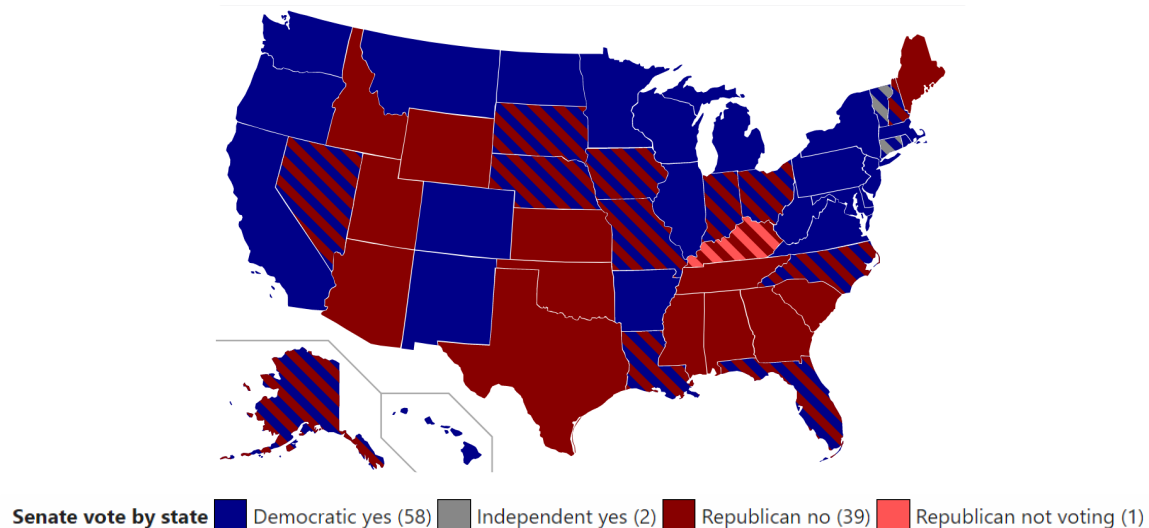 Senate vote by state Democratic yes (58) Independent yes (2) Republican no (39) Republican not voting (1)